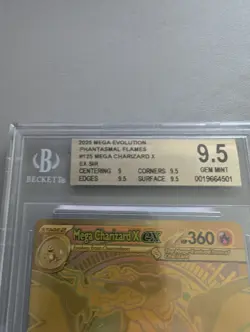 2025 MEGA EVOLUTION
PHANTASMAL FLAMES
#125 MEGA CHARIZARD X
EX SIR
CENTERING 9 CORNERS 9.5
EDGES 9.5 SURFACE 9.5
9.5
GEM MINT
0019664501
B
BECKETT
Mega Charizard X ex
HP 360